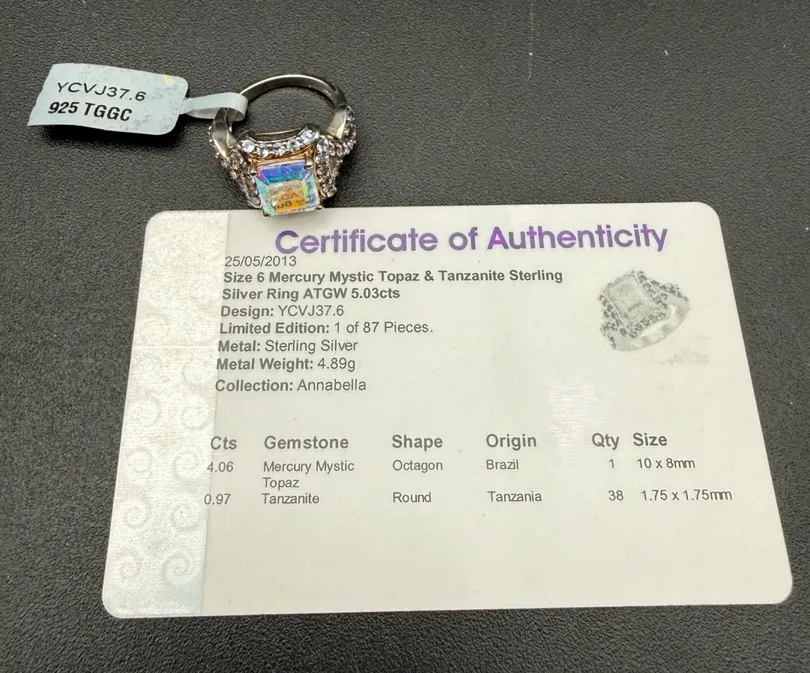 YCVJ37.6
925 TGGC
Certificate of Authenticity
25/05/2013
Size 6 Mercury Mystic Topaz & Tanzanite Sterling
Silver Ring ATGW 5.03cts
Design: YCVJ37.6
Limited Edition: 1 of 87 Pieces.
Metal: Sterling Silver
Metal Weight: 4.89g
Collection: Annabella
Cts Gemstone Shape Origin Qty Size
4.06 Mercury Mystic Octagon Brazil 1 10 x 8mm
Topaz
0.97 Tanzanite Round Tanzania 38 1.75 x 1.75mm